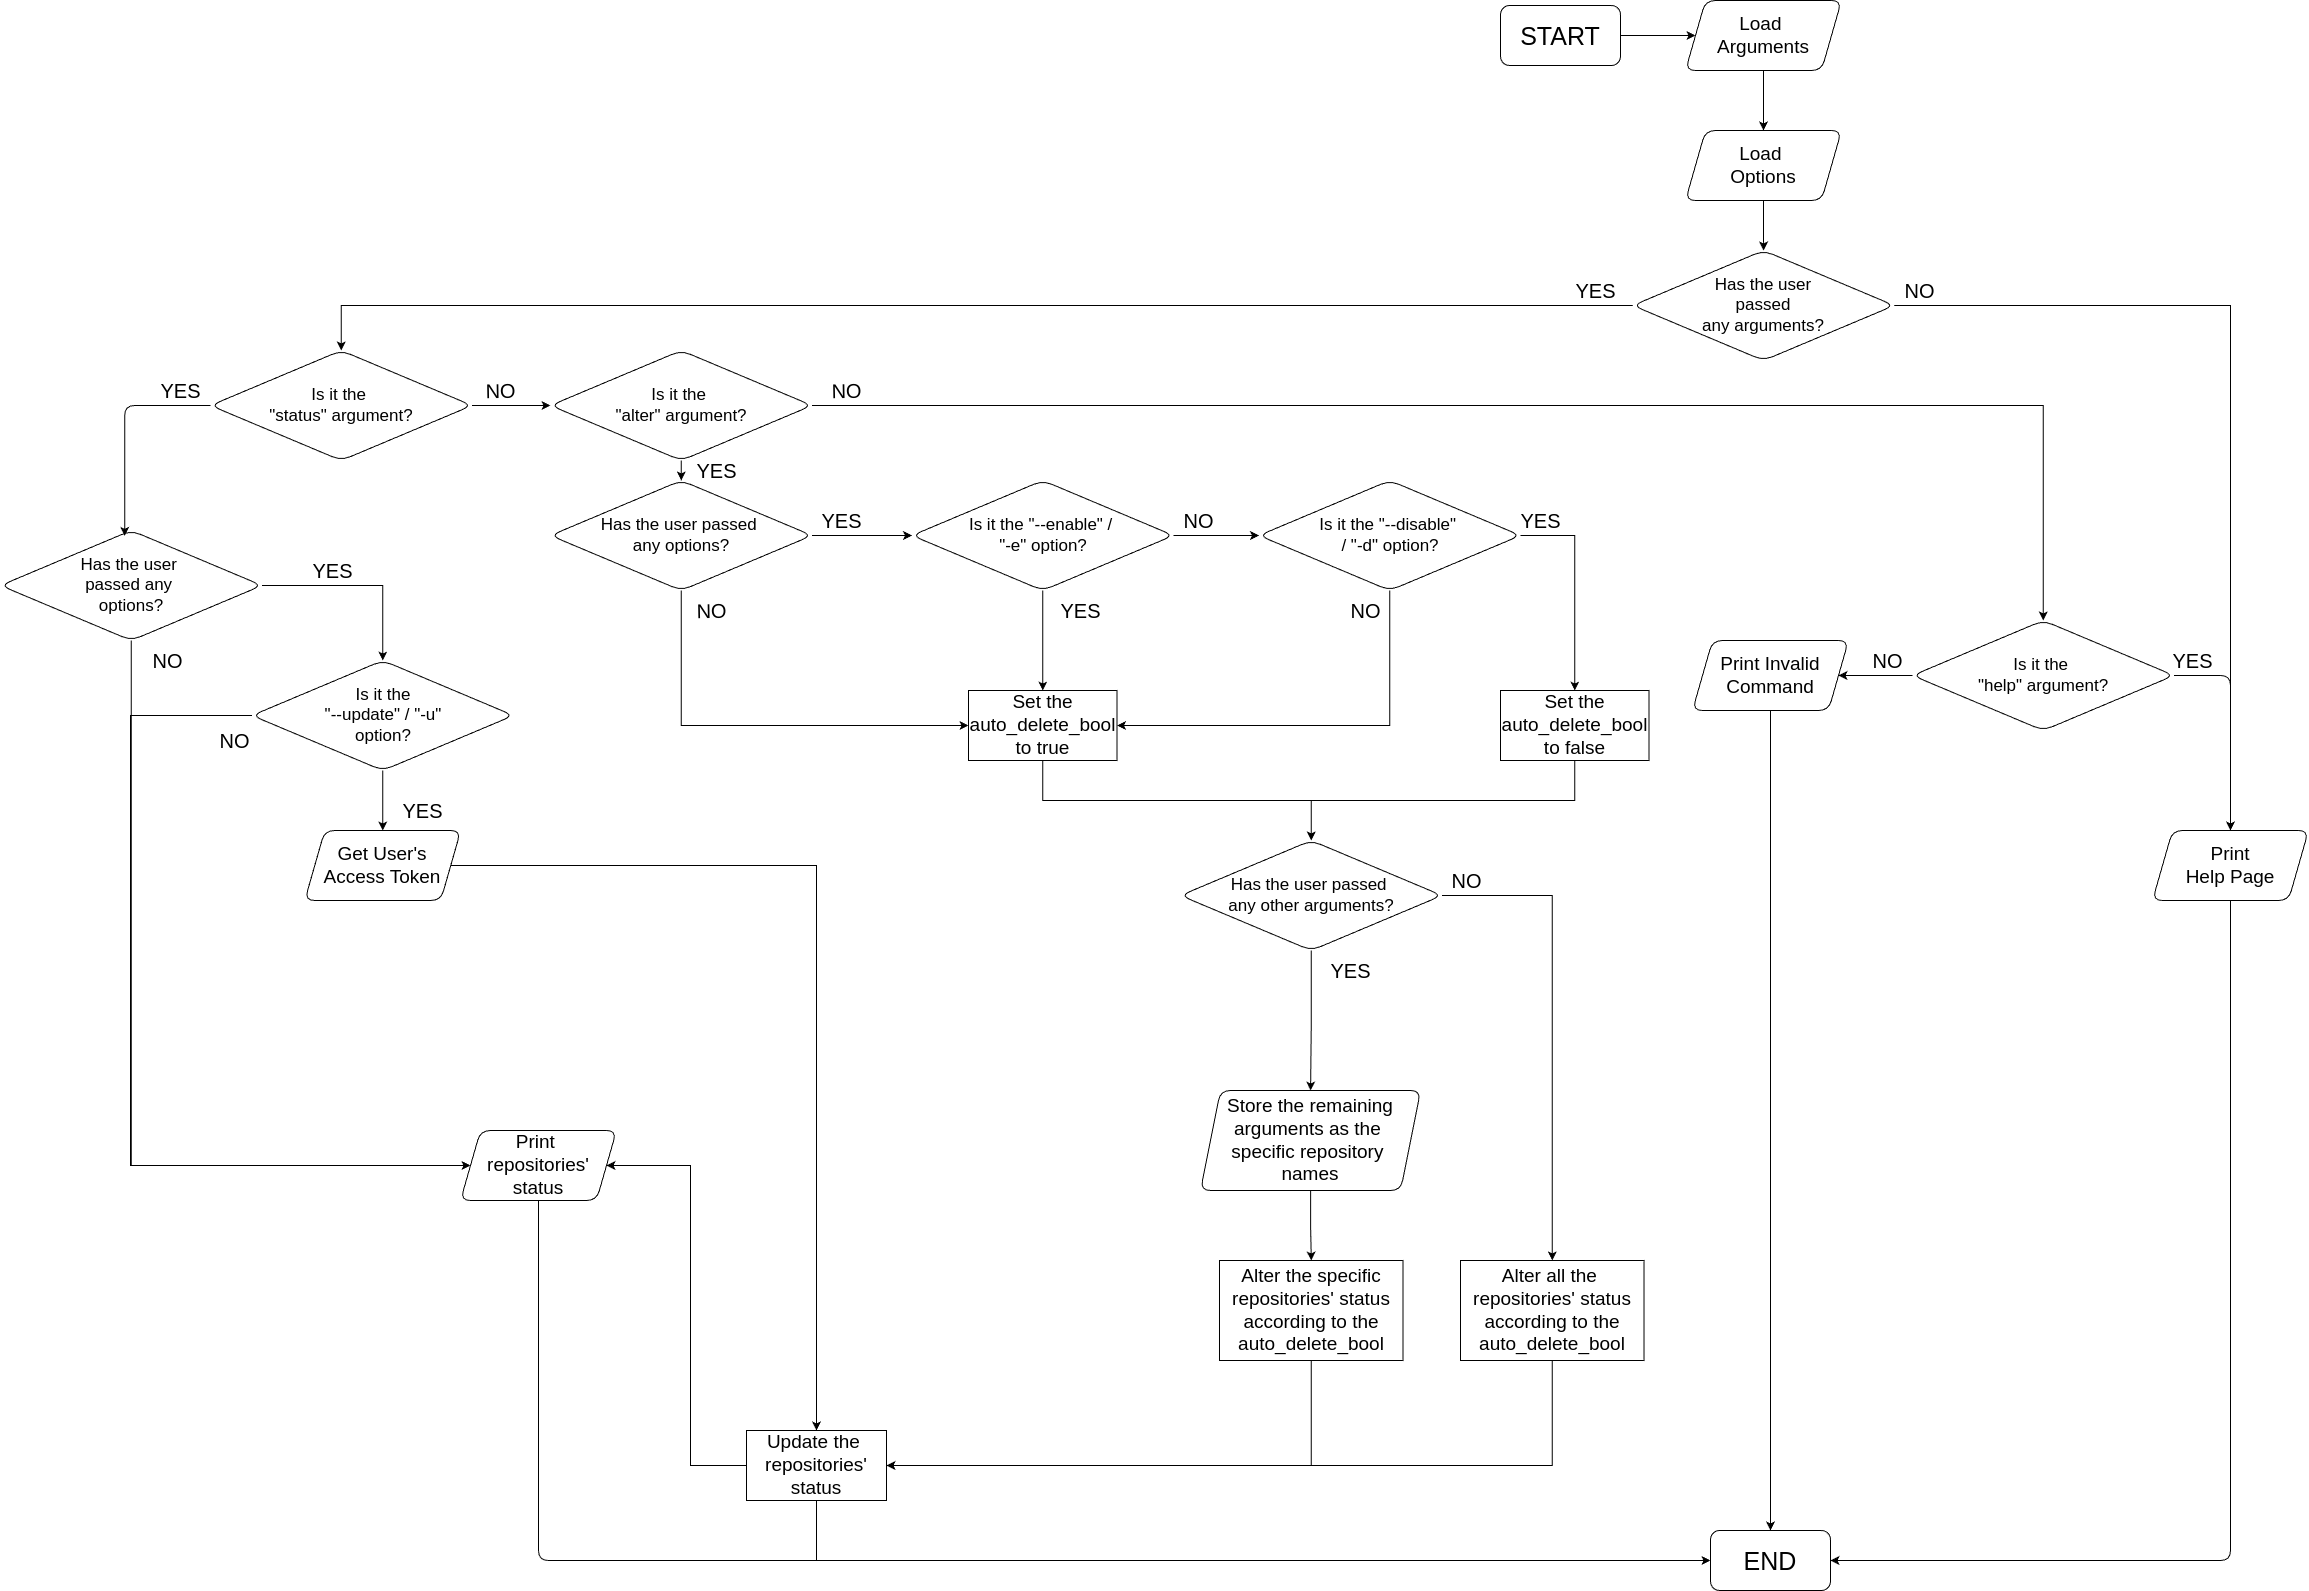 START
Load
Arguments
Load
Options
YES
Has the user
passed
any arguments?
NO
YES
Is it the
"status" argument?
NO
Is it the
"alter" argument?
NO
YES
Has the user passed
any options?
YES
Is it the "--enable" /
"-e" option?
NO
Is it the "--disable"
/ "-d" option?
YES
Has the user
passed any
options?
YES
NO
NO
YES
NO
Is it the
"--update" / "-u"
option?
NO
YES
Set the
auto_delete_bool
to true
Set the
auto_delete_bool
to false
Print Invalid
Command
NO
Is it the
"help" argument?
YES
Get User's
Access Token
Has the user passed
any other arguments?
NO
YES
Print
Help Page
Print
repositories'
status
Store the remaining
arguments as the
specific repository
names
Alter the specific
repositories' status
according to the
auto_delete_bool
Alter all the
repositories' status
according to the
auto_delete_bool
Update the
repositories'
status
END